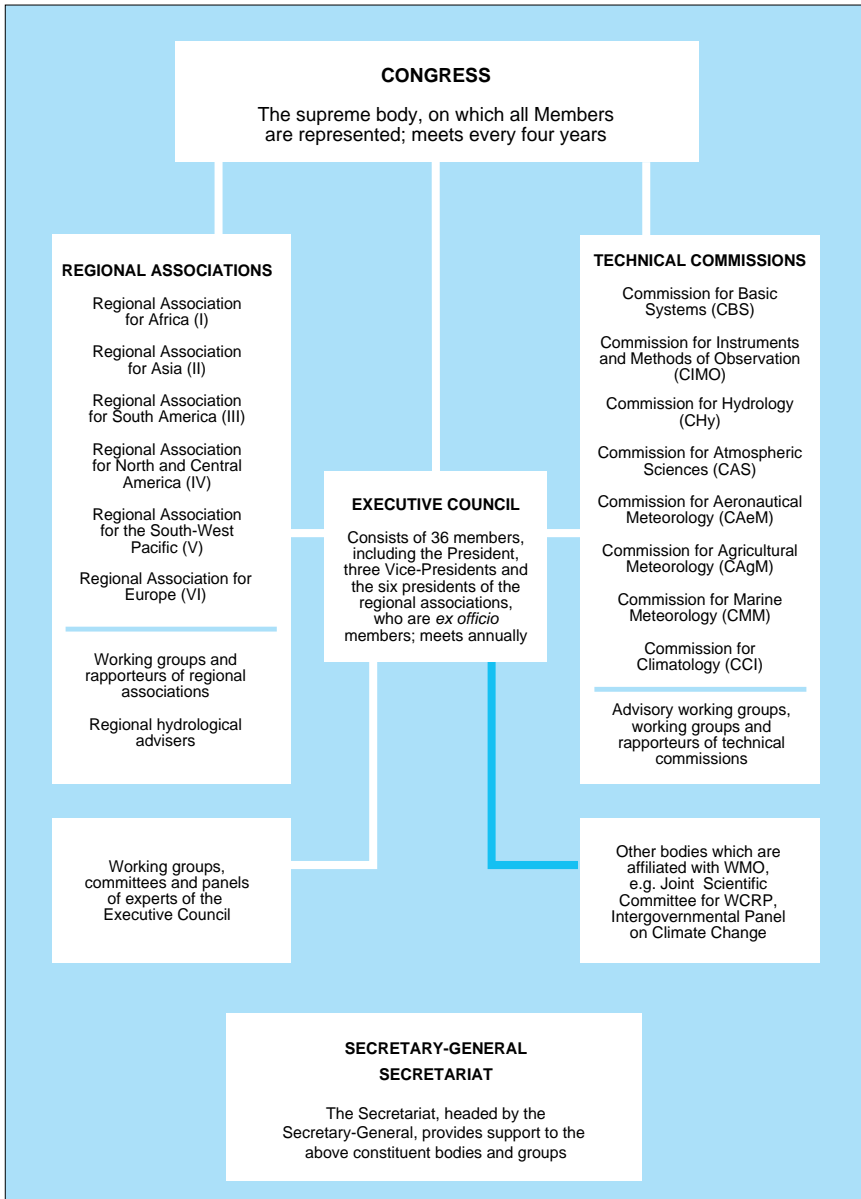 CONGRESS
The supreme body, on which all Members
are represented; meets every four years
REGIONAL ASSOCIATIONS
Regional Association
for Africa (I)
Regional Association
for Asia (II)
Regional Association
for South America (III)
Regional Association
for North and Central
America (IV)
Regional Association
for the South-West
Pacific (V)
Regional Association for
Europe (VI)
Working groups and
rapporteurs of regional
associations
Regional hydrological
advisers
EXECUTIVE COUNCIL
Consists of 36 members,
including the President,
three Vice-Presidents and
the six presidents of the
regional associations,
who are ex officio
members; meets annually
TECHNICAL COMMISSIONS
Commission for Basic
Systems (CBS)
Commission for Instruments
and Methods of Observation
(CIMO)
Commission for Hydrology
(CHy)
Commission for Atmospheric
Sciences (CAS)
Commission for Aeronautical
Meteorology (CAeM)
Commission for Agricultural
Meteorology (CAgM)
Commission for Marine
Meteorology (CMM)
Commission for
Climatology (CCI)
Advisory working groups,
working groups and
rapporteurs of technical
commissions
Working groups,
committees and panels
of experts of the
Executive Council
Other bodies which are
affiliated with WMO,
e.g. Joint Scientific
Committee for WCRP,
Intergovernmental Panel
on Climate Change
SECRETARY-GENERAL
SECRETARIAT
The Secretariat, headed by the
Secretary-General, provides support to the
above constituent bodies and groups